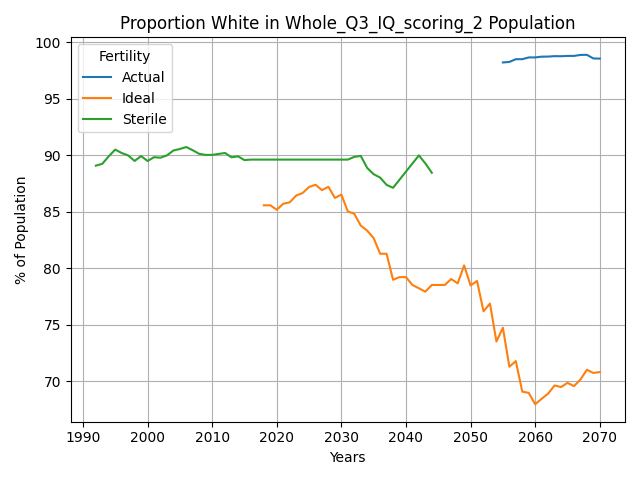 Proportion White in Whole_Q3_IQ_scoring_2 Population
% of Population
100
95
90
85
80
75
70
Fertility
Actual
Ideal
Sterile
1990 2000 2010 2020 2030 2040 2050 2060 2070
Years